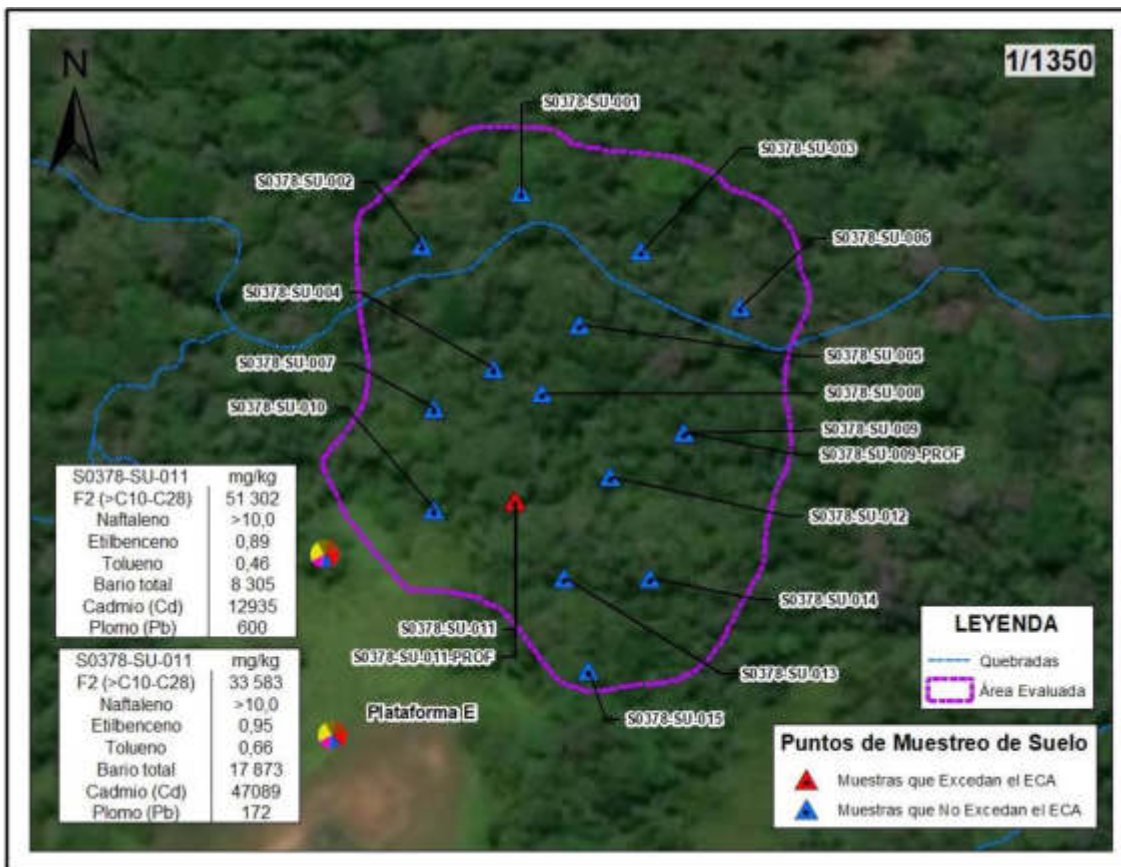 1/1350
N
S0378-SU-001
S0378-SU-003
S0378-SU-002
S0378-SU-006
S0378-SU-004
S0378-SU-005
S0378-SU-007
S0378-SU-008
S0378-SU-010
S0378-SU-009
S0378-SU-009-PROF
S0378-SU-012
S0378-SU-011 mg/kg
F2 (>C10-C28) 51 302
Naftaleno >10,0
Etilbenceno 0,89
Tolueno 0,46
Bario total 8 305
Cadmio (Cd) 12935
Plomo (Pb) 600
S0378-SU-014
S0378-SU-011
S0378-SU-011-PROF
S0378-SU-013
S0378-SU-015
S0378-SU-011 mg/kg
F2 (>C10-C28) 33 583
Naftaleno >10,0
Etilbenceno 0,95
Tolueno 0,66
Bario total 17 873
Cadmio (Cd) 47089
Plomo (Pb) 172
Plataforma E
LEYENDA
Quebradas
Área Evaluada
Puntos de Muestreo de Suelo
Muestras que Excedan el ECA
Muestras que No Excedan el ECA